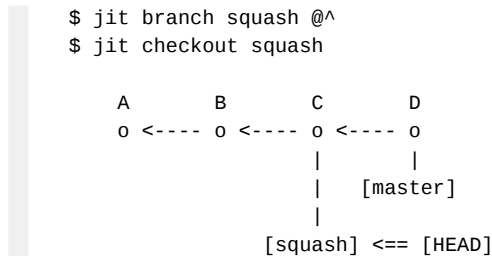 $ jit branch squash @^
$ jit checkout squash
A B C D
o <---- o <---- o <---- o
| |
| [master]
|
[squash] <== [HEAD]